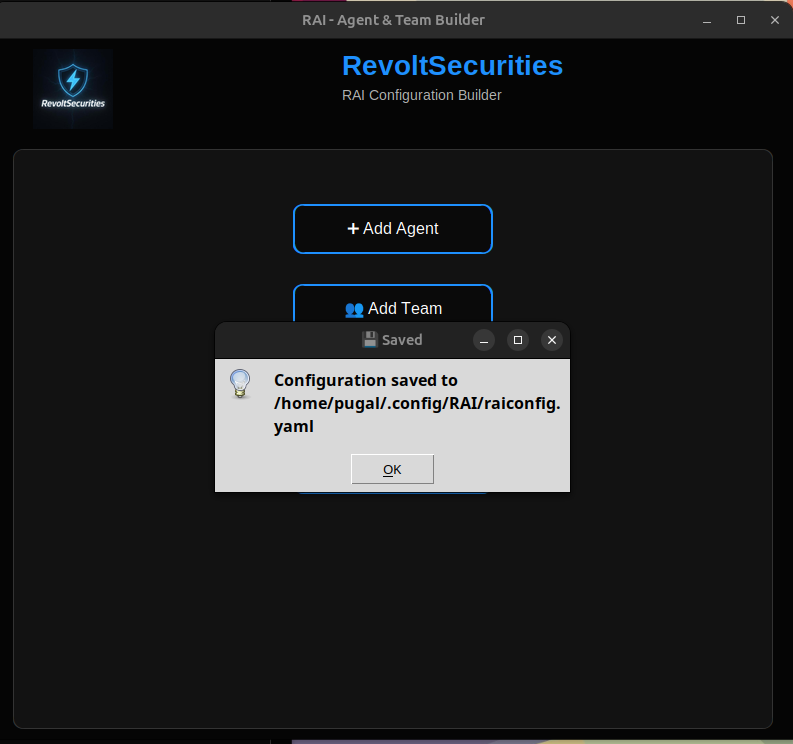 RAI - Agent & Team Builder
RevoltSecurities
RevoltSecurities
RAI Configuration Builder
➕ Add Agent
👥 Add Team
💾 Saved
Configuration saved to
/home/pugal/.config/RAI/raiconfig.
yaml
OK